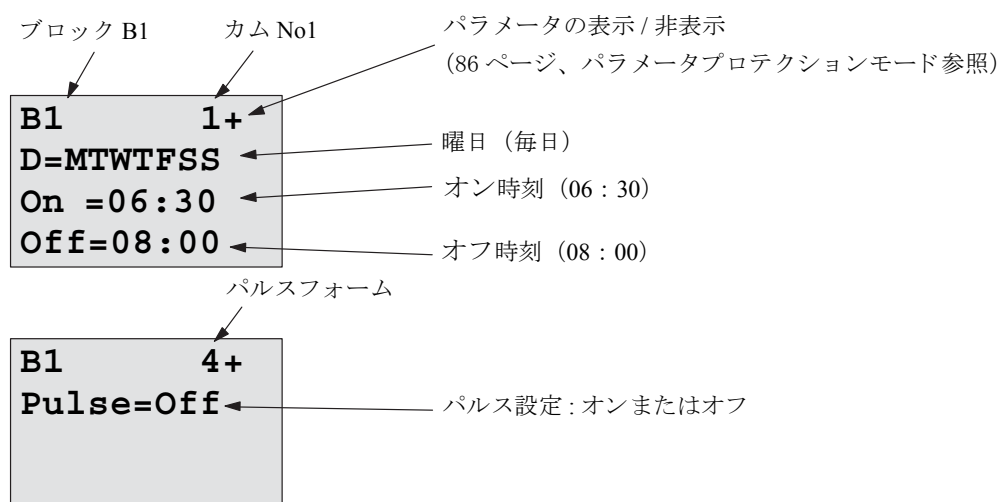 ブロック B1 カム No1 パラメータの表示 / 非表示
（86 ページ、パラメータプロテクションモード参照）
B1 1+
D=MTWTFSS
On =06:30
Off=08:00
曜日（毎日）
オン時刻（06 : 30）
オフ時刻（08 : 00）
パルスフォーム
B1 4+
Pulse=Off
パルス設定 : オンまたはオフ